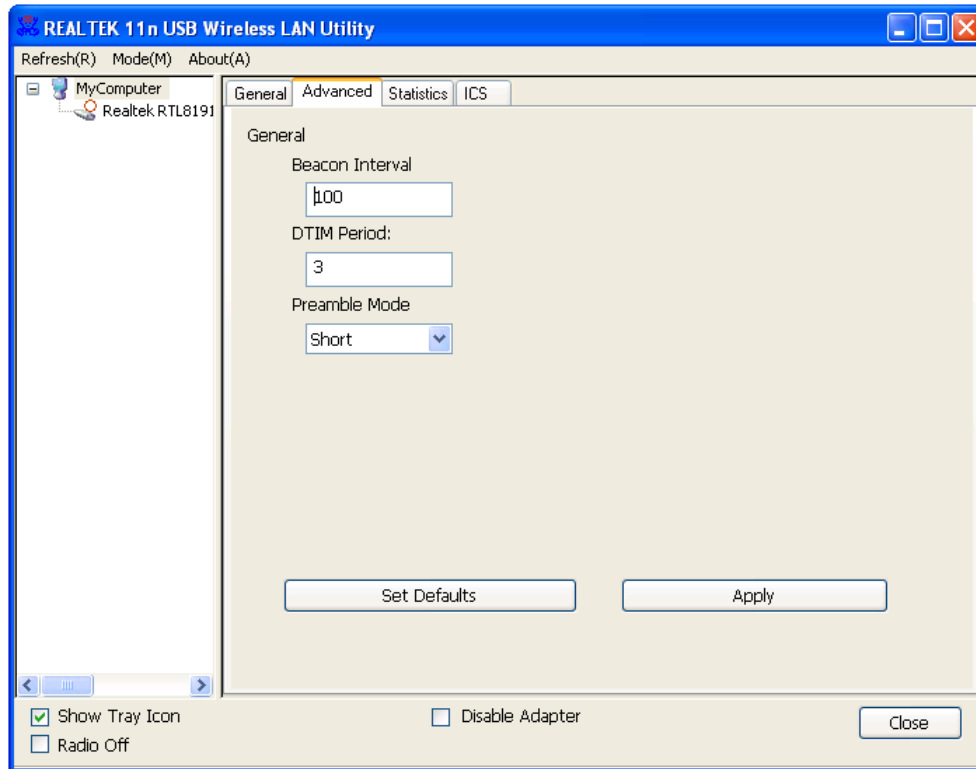 REALTEK 11n USB Wireless LAN Utility
Refresh(R) Mode(M) About(A)
MyComputer
Realtek RTL8191
General Advanced Statistics ICS
General
Beacon Interval
100
DTIM Period:
3
Preamble Mode
Short
Set Defaults Apply
Show Tray Icon Disable Adapter Close
Radio Off